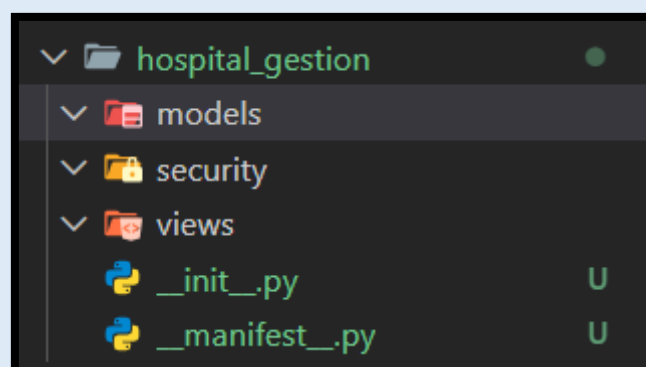 hospital_gestion
models
security
views
__init__.py U
__manifest__.py U